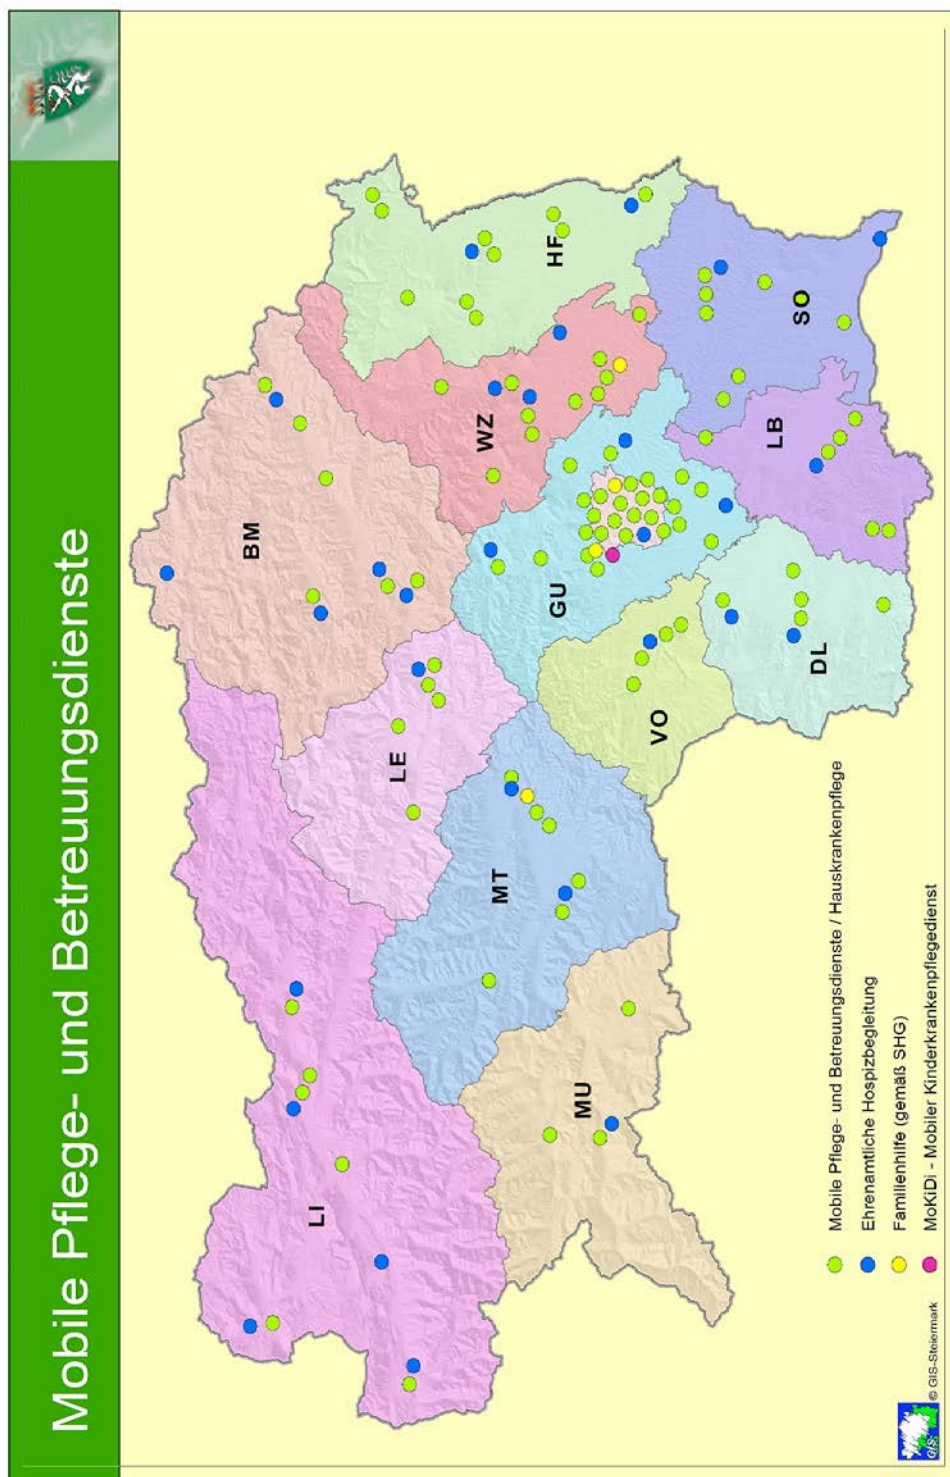 Mobile Pflege- und Betreuungsdienste
LI
BM
LE
HF
WZ
MT
GU
MU
VO
LB
SO
DL
Mobile Pflege- und Betreuungsdienste / Hauskrankenpflege
Ehrenamtliche Hospizbegleitung
Familienhilfe (gemäß SHG)
MoKiDi - Mobiler Kinderkrankenpflegedienst
GIS
© GIS-Steiermark